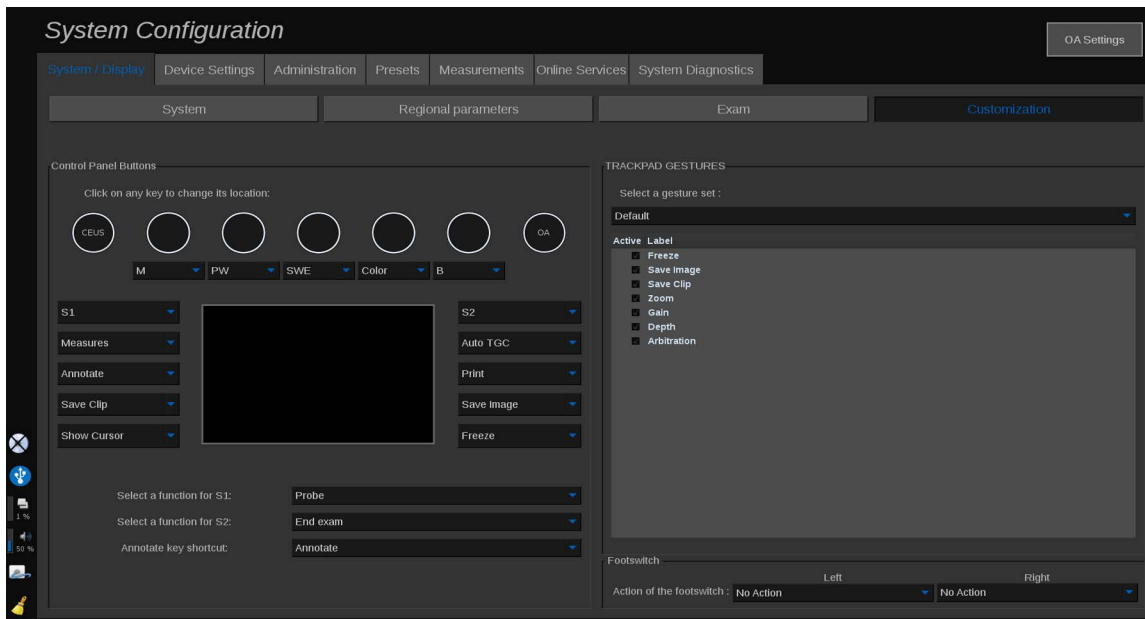 System Configuration
OA Settings
System / Display Device Settings Administration Presets Measurements Online Services System Diagnostics
System Regional parameters Exam Customization
Control Panel Buttons
Click on any key to change its location:
CEUS OA
M PW SWE Color B
S1 S2
Measures Auto TGC
Annotate Print
Save Clip Save Image
Show Cursor Freeze
Select a function for S1: Probe
Select a function for S2: End exam
Annotate key shortcut: Annotate
TRACKPAD GESTURES
Select a gesture set :
Default
Active Label
Freeze
Save Image
Save Clip
Zoom
Gain
Depth
Arbitration
Footswitch
Left Right
Action of the footswitch : No Action No Action
1 %
50 %